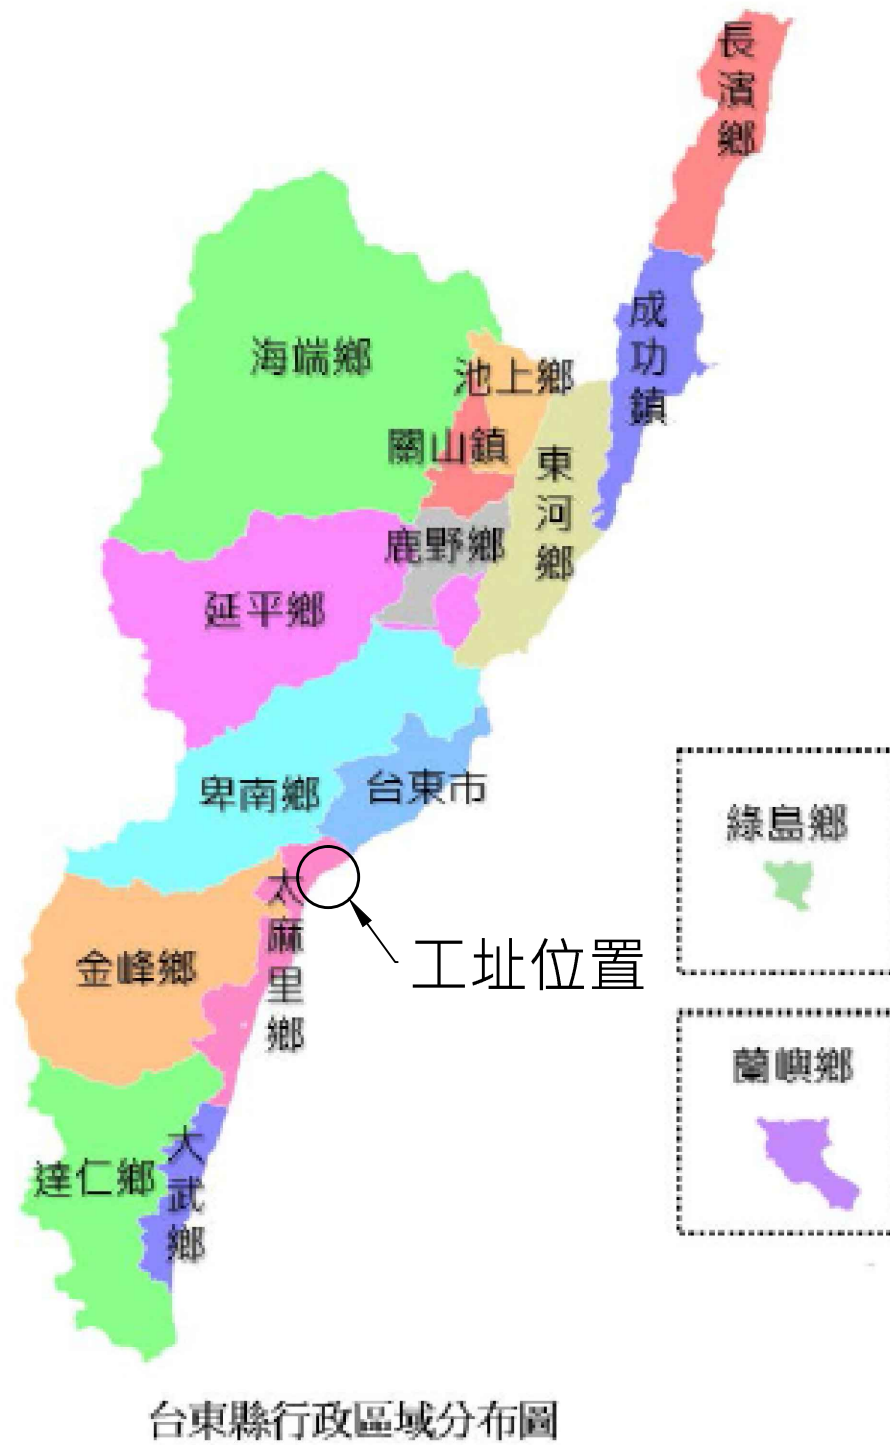 長濱鄉
成功鎮
海端鄉
池上鄉
關山鎮
東河鄉
鹿野鄉
延平鄉
卑南鄉
台東市
綠島鄉
太麻里鄉
工址位置
金峰鄉
蘭嶼鄉
達仁鄉
大武鄉
台東縣行政區域分布圖